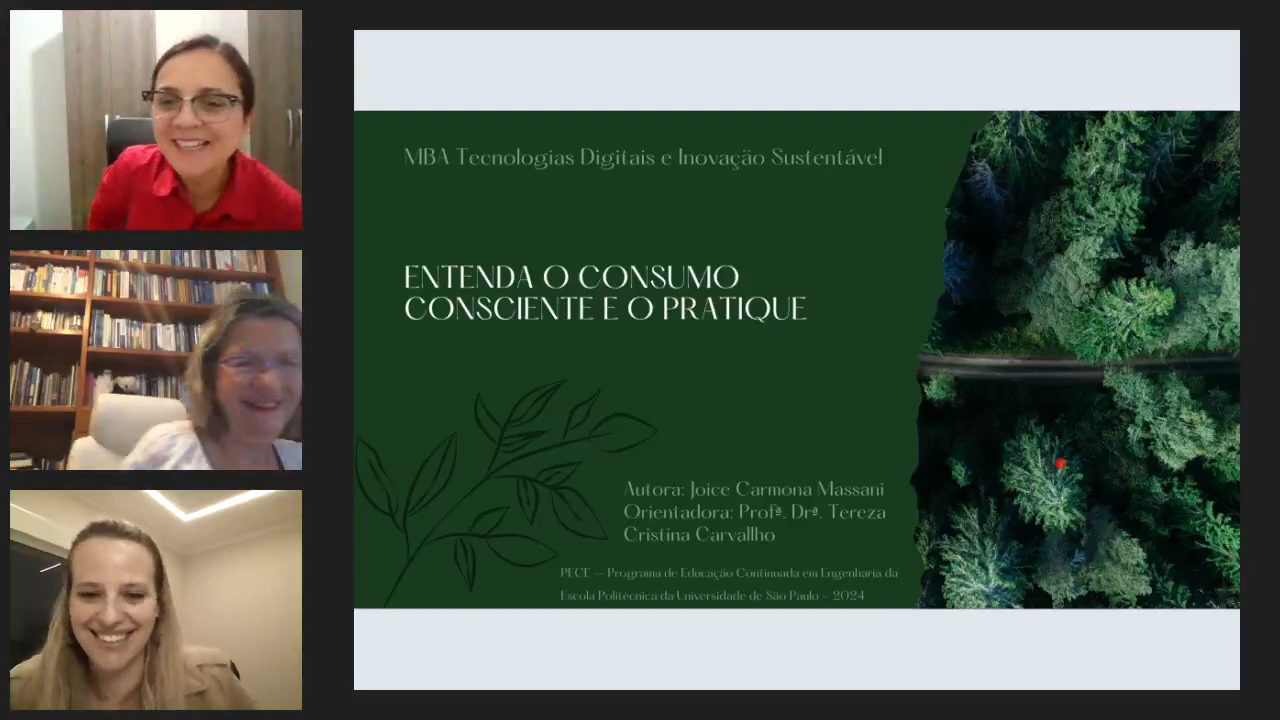 MBA Tecnologias Digitais e Inovação Sustentável
ENTENDA O CONSUMO
CONSCIENTE E O PRATIQUE
Autora: Joice Carmona Massani
Orientadora: Profª. Drª. Tereza
Cristina Carvallho
PECE – Programa de Educação Continuada em Engenharia da
Escola Politécnica da Universidade de São Paulo – 2024